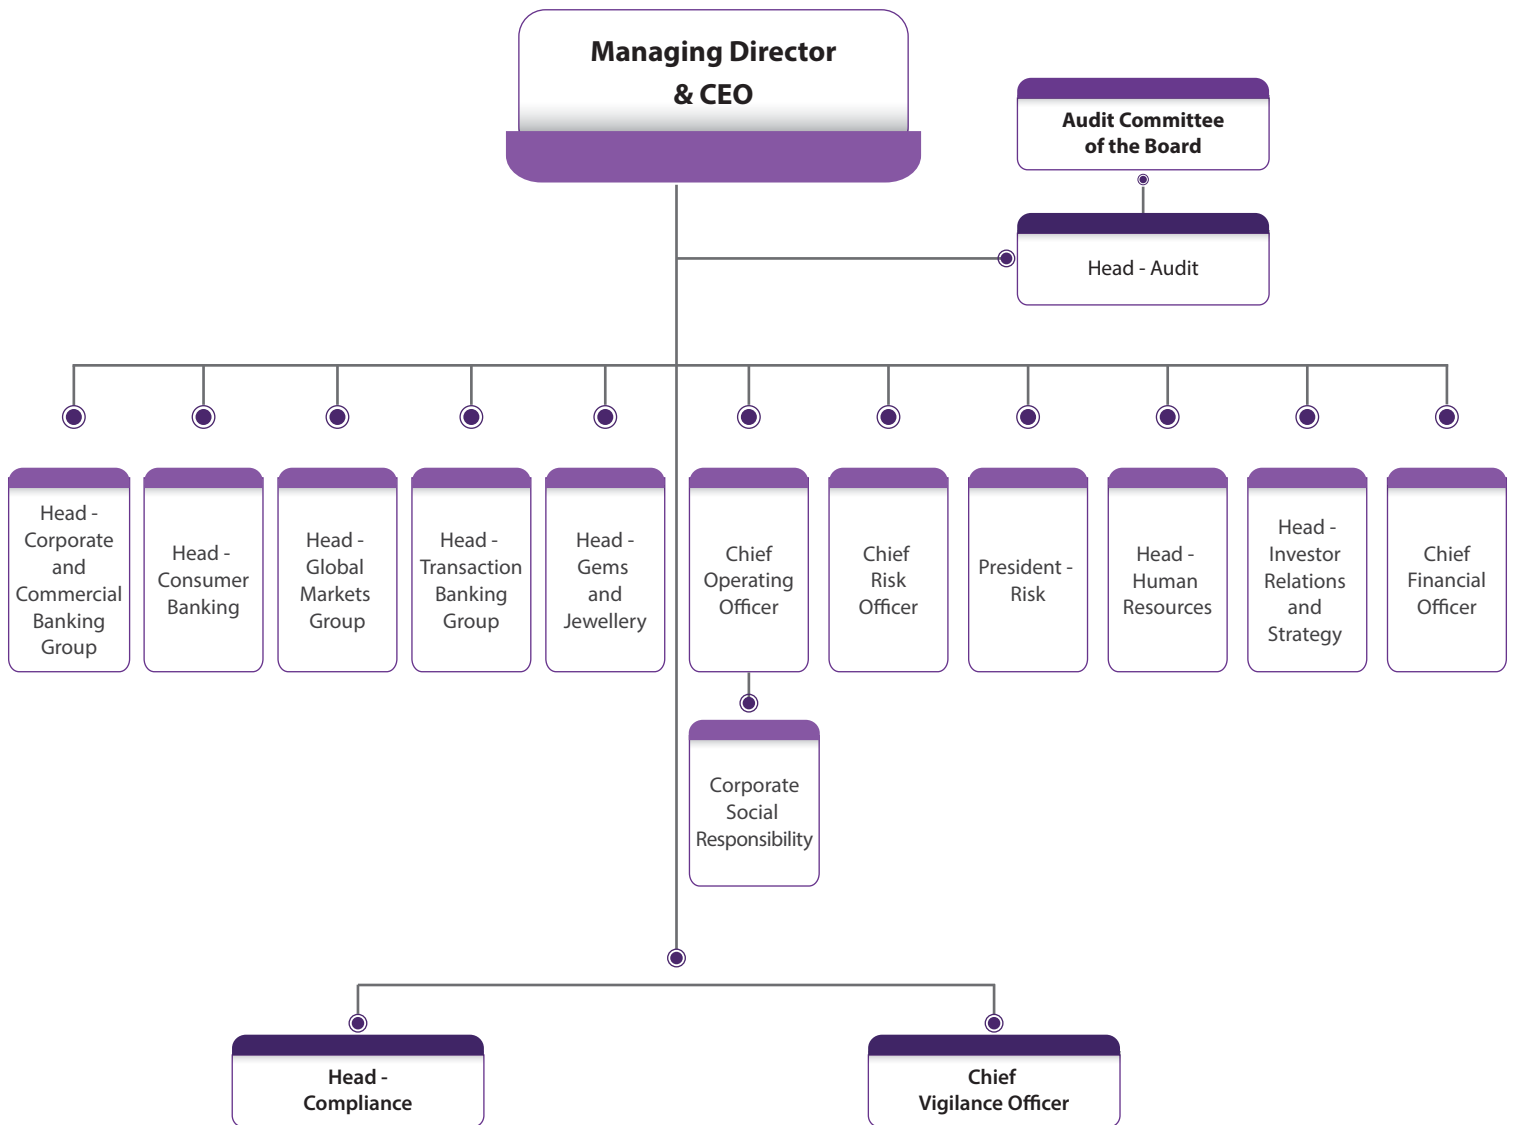 Managing Director
& CEO
Audit Committee
of the Board
Head - Audit
Head -
Corporate
and
Commercial
Banking
Group
Head -
Consumer
Banking
Head -
Global
Markets
Group
Head -
Transaction
Banking
Group
Head -
Gems
and
Jewellery
Chief
Operating
Officer
Chief
Risk
Officer
President -
Risk
Head -
Human
Resources
Head -
Investor
Relations
and
Strategy
Chief
Financial
Officer
Corporate
Social
Responsibility
Head -
Compliance
Chief
Vigilance Officer